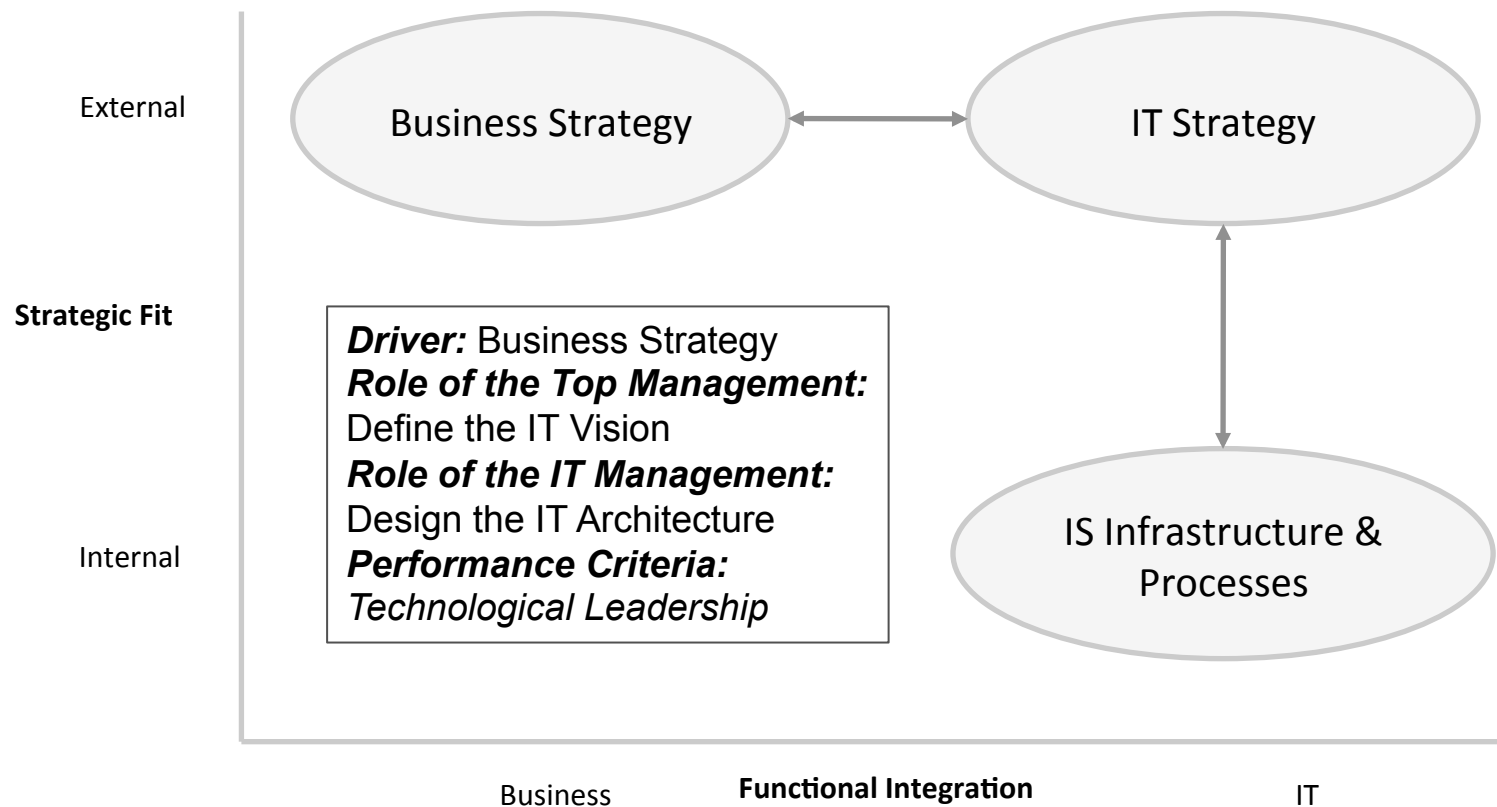 External
Business Strategy
IT Strategy
Strategic Fit
Driver: Business Strategy
Role of the Top Management:
Define the IT Vision
Role of the IT Management:
Design the IT Architecture
Performance Criteria:
Technological Leadership
Internal
IS Infrastructure &
Processes
Business
Functional Integration
IT